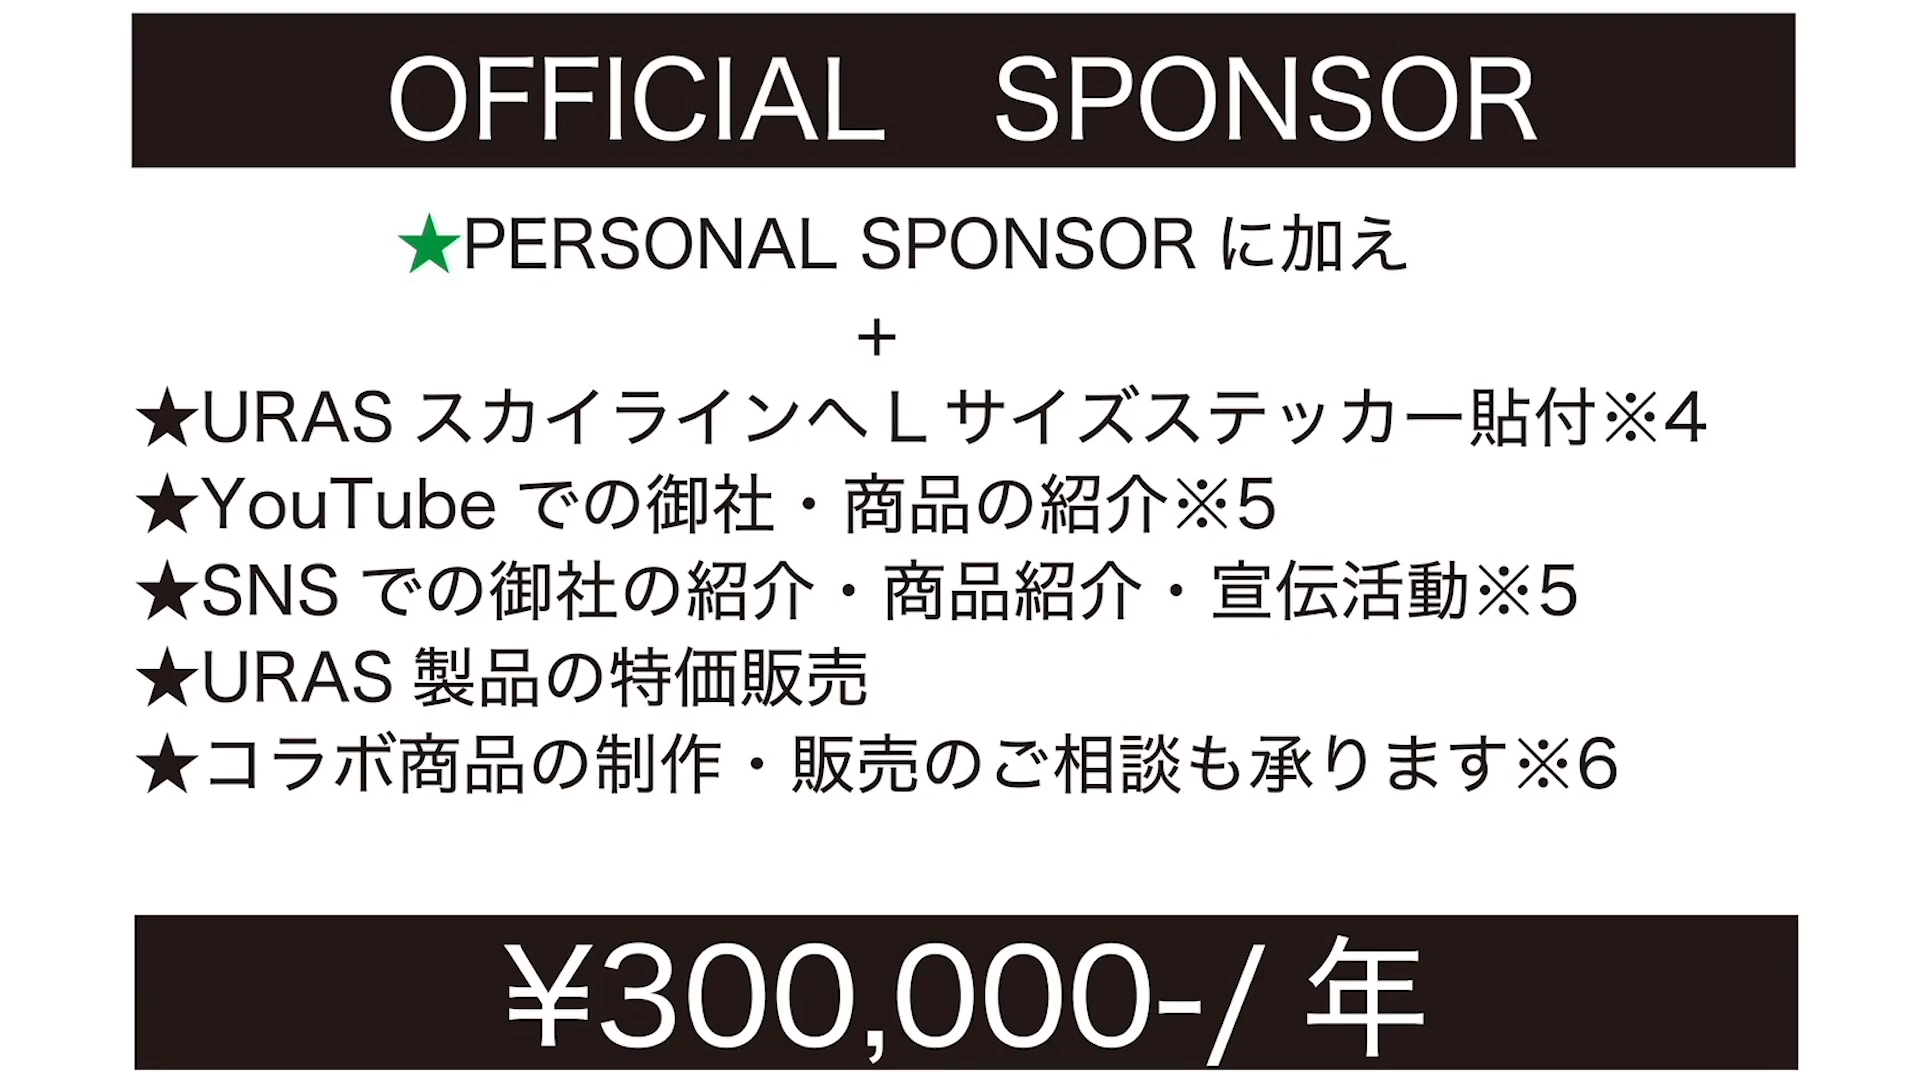 OFFICIAL　SPONSOR
★PERSONAL SPONSOR に加え
+
★URAS スカイラインへ L サイズステッカー貼付※4
★YouTube での御社・商品の紹介※5
★SNS での御社の紹介・商品紹介・宣伝活動※5
★URAS 製品の特価販売
★コラボ商品の制作・販売のご相談も承ります※6
¥300,000-/ 年